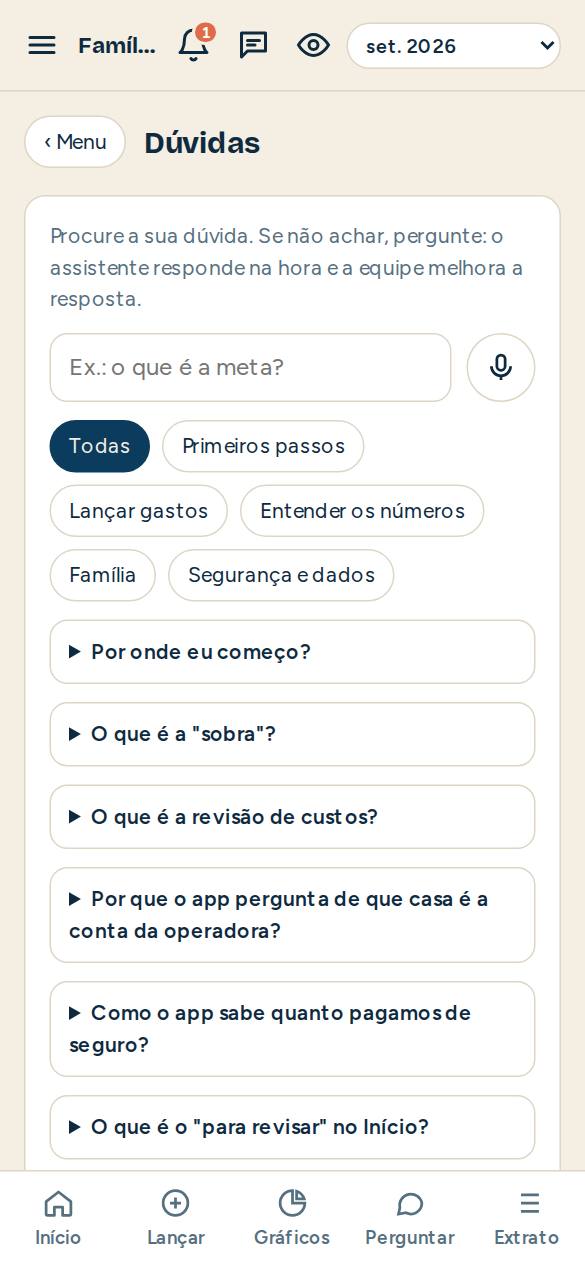 Famíl...
1
set. 2026
‹ Menu
Dúvidas
Procure a sua dúvida. Se não achar, pergunte: o
assistente responde na hora e a equipe melhora a
resposta.
Ex.: o que é a meta?
Todas
Primeiros passos
Lançar gastos
Entender os números
Família
Segurança e dados
Por onde eu começo?
O que é a "sobra"?
O que é a revisão de custos?
Por que o app pergunta de que casa é a
conta da operadora?
Como o app sabe quanto pagamos de
seguro?
O que é o "para revisar" no Início?
Início
Lançar
Gráficos
Perguntar
Extrato